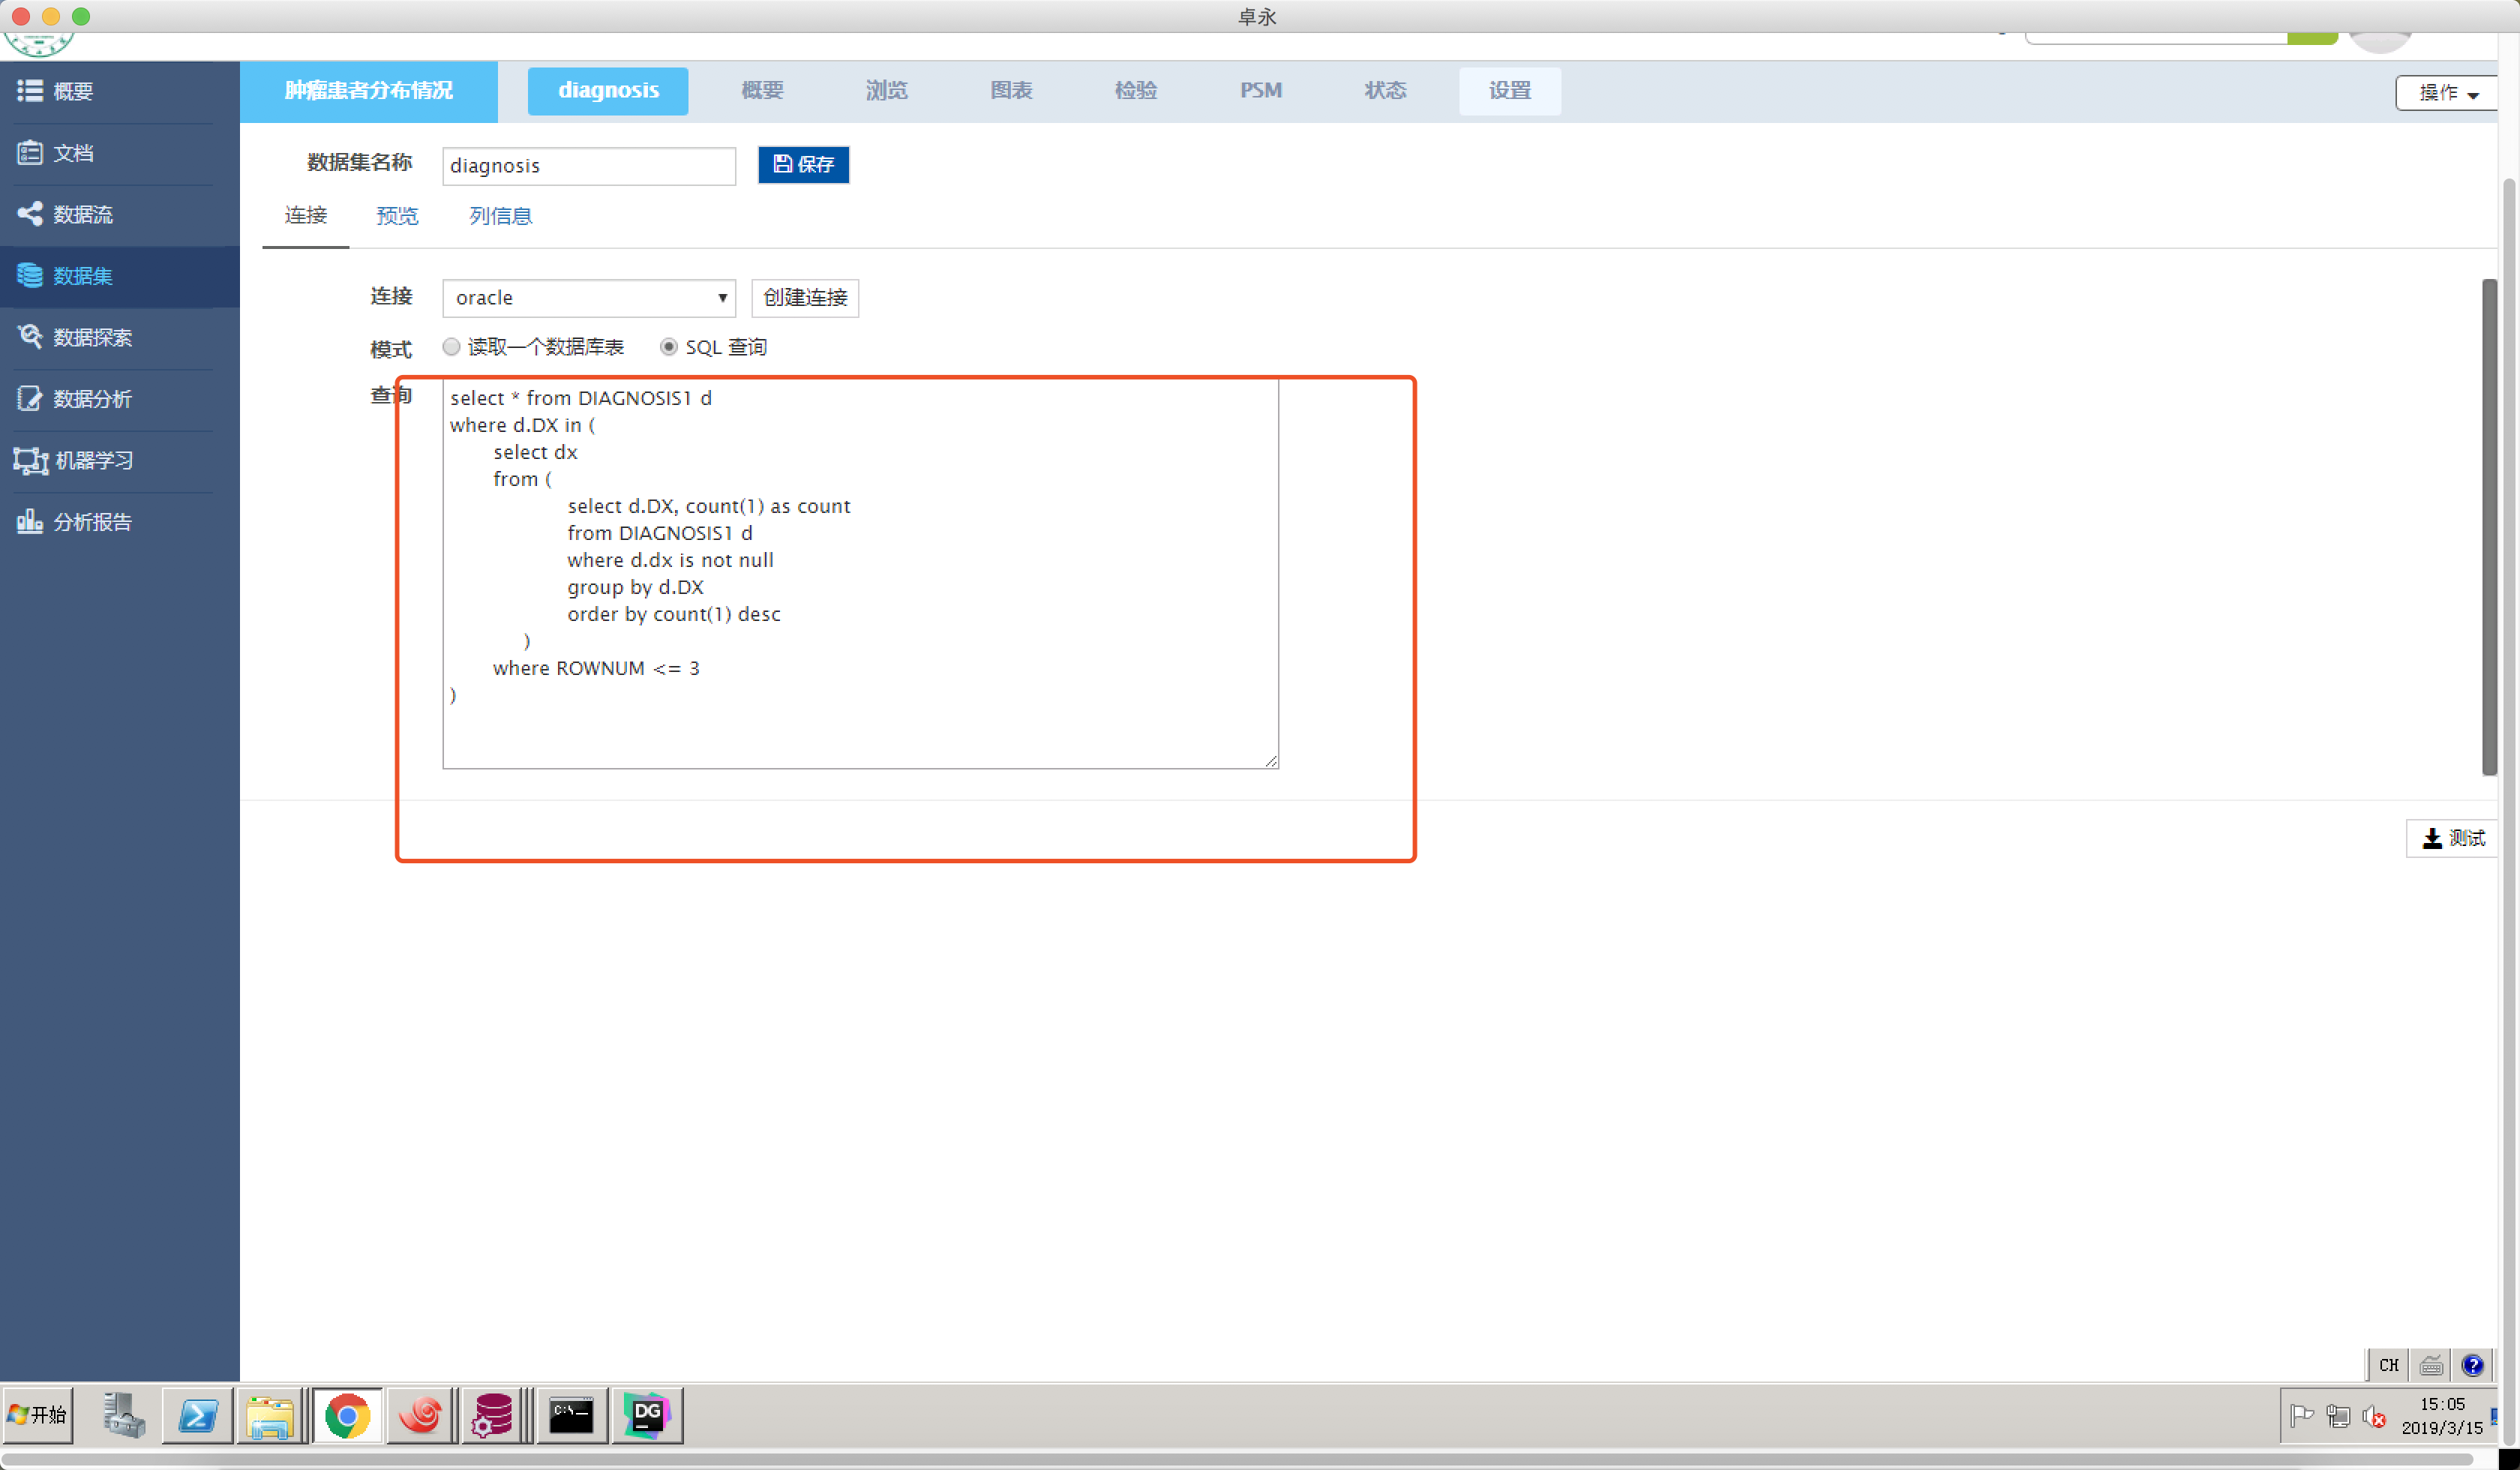 卓永
概要
文档
数据流
数据集
数据探索
数据分析
机器学习
分析报告
肿瘤患者分布情况
diagnosis
概要
浏览
图表
检验
PSM
状态
设置
操作
数据集名称
diagnosis
保存
连接
预览
列信息
连接
oracle
创建连接
模式
读取一个数据库表
SQL 查询
查询
select * from DIAGNOSIS1 d
where d.DX in (
select dx
from (
select d.DX, count(1) as count
from DIAGNOSIS1 d
where d.dx is not null
group by d.DX
order by count(1) desc
)
where ROWNUM <= 3
)
测试
CH
开始
C:\
DG
15:05
2019/3/15